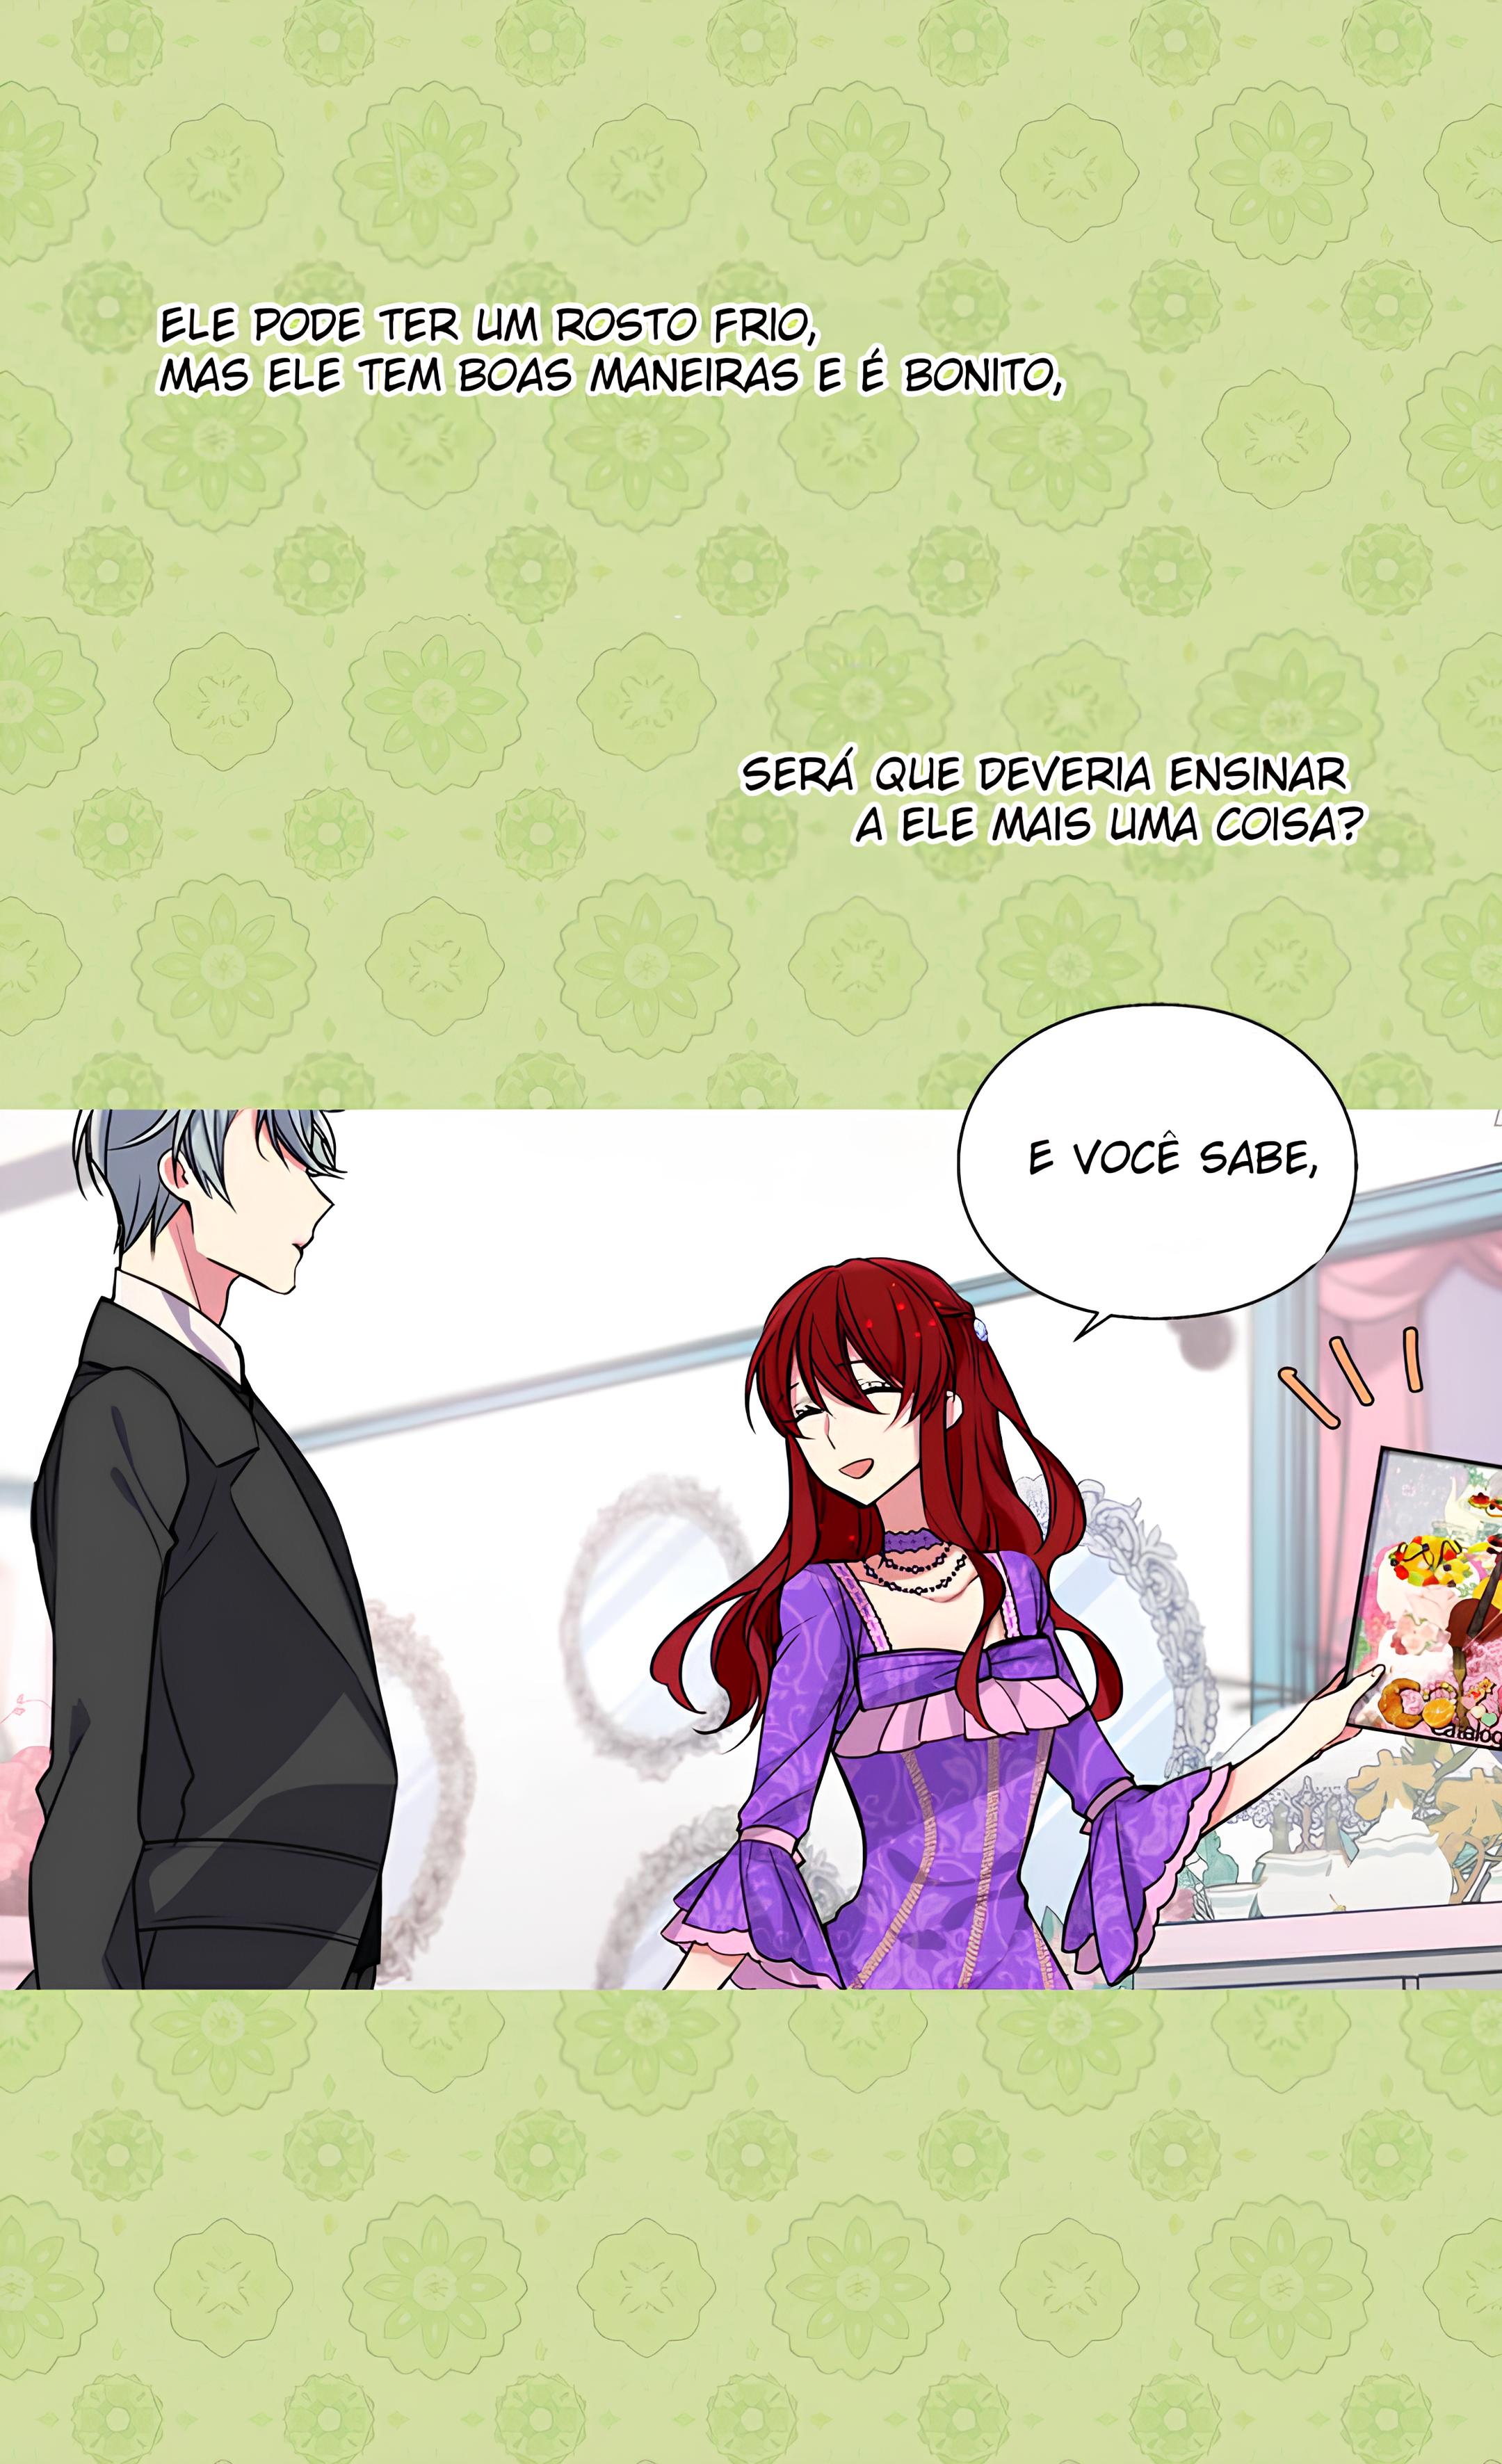 ELE PODE TER UM ROSTO FRIO,
MAS ELE TEM BOAS MANEIRAS E É BONITO,
SERÁ QUE DEVERIA ENSINAR
A ELE MAIS UMA COISA?
E VOCÊ SABE,
Catalog